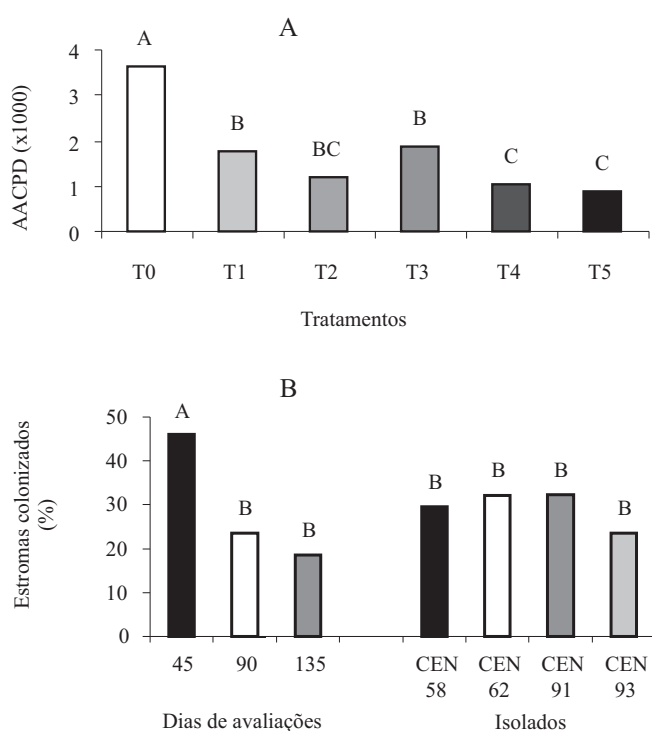 A
AACPD (x1000)
4
3
2
1
0
A
B
BC
B
C
C
T0 T1 T2 T3 T4 T5
Tratamentos
B
Estromas colonizados
(%)
50
40
30
20
10
0
A
B
B
B
B
B
B
45 90 135 CEN CEN CEN CEN
58 62 91 93
Dias de avaliações Isolados